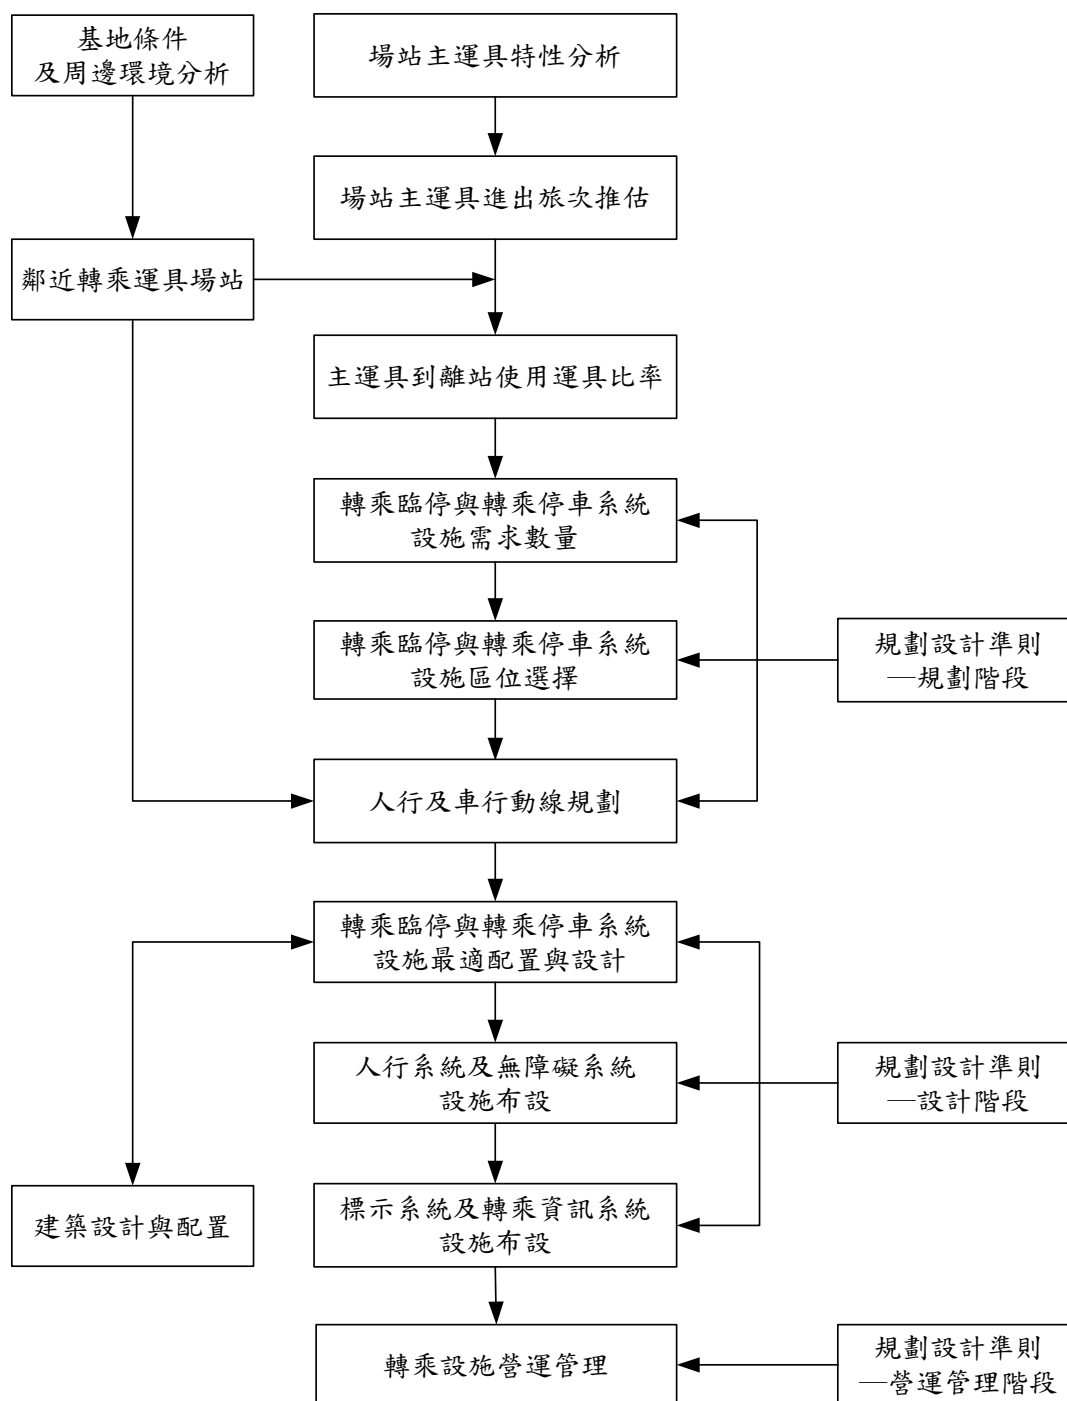 基地條件
及周邊環境分析
場站主運具特性分析
場站主運具進出旅次推估
鄰近轉乘運具場站
主運具到離站使用運具比率
轉乘臨停與轉乘停車系統
設施需求數量
轉乘臨停與轉乘停車系統
設施區位選擇
規劃設計準則
—規劃階段
人行及車行動線規劃
轉乘臨停與轉乘停車系統
設施最適配置與設計
人行系統及無障礙系統
設施布設
規劃設計準則
—設計階段
建築設計與配置
標示系統及轉乘資訊系統
設施布設
轉乘設施營運管理
規劃設計準則
—營運管理階段